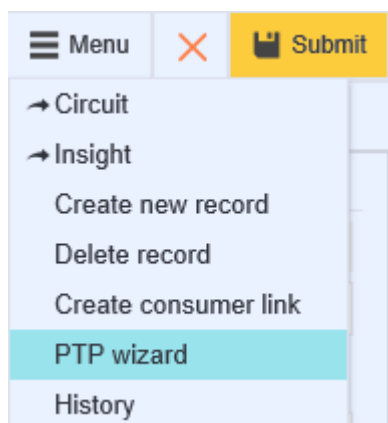 Menu
Submit
Circuit
Insight
Create new record
Delete record
Create consumer link
PTP wizard
History